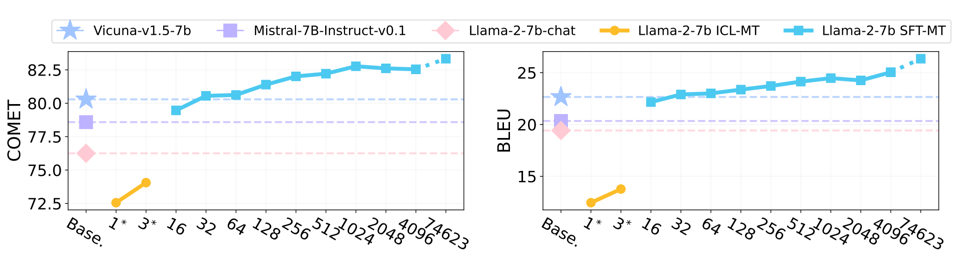 Vicuna-v1.5-7b Mistral-7B-Instruct-v0.1 Llama-2-7b-chat Llama-2-7b ICL-MT Llama-2-7b SFT-MT
COMET
82.5
80.0
77.5
75.0
72.5
Base. 1* 3* 16 32 64 128 256 512 1024 2048 4096 74623
BLEU
25
20
15
Base. 1* 3* 16 32 64 128 256 512 1024 2048 4096 74623